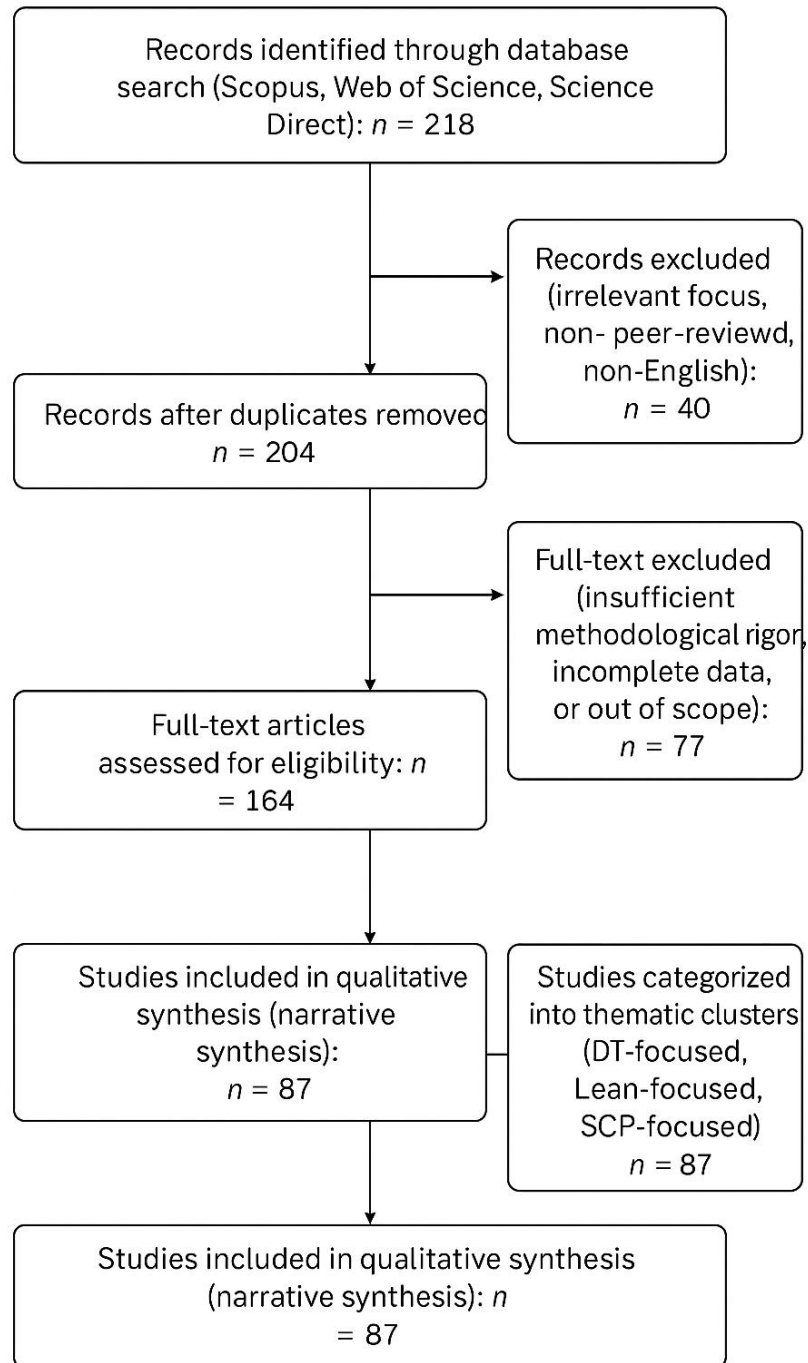 Records identified through database
search (Scopus, Web of Science, Science
Direct): n = 218
Records excluded
(irrelevant focus,
non- peer-reviewd,
non-English):
n = 40
Records after duplicates removed
n = 204
Full-text excluded
(insufficient
methodological rigor,
incomplete data,
or out of scope):
n = 77
Full-text articles
assessed for eligibility: n
= 164
Studies included in qualitative
synthesis (narrative
synthesis):
n = 87
Studies categorized
into thematic clusters
(DT-focused,
Lean-focused,
SCP-focused)
n = 87
Studies included in qualitative synthesis
(narrative synthesis): n
= 87